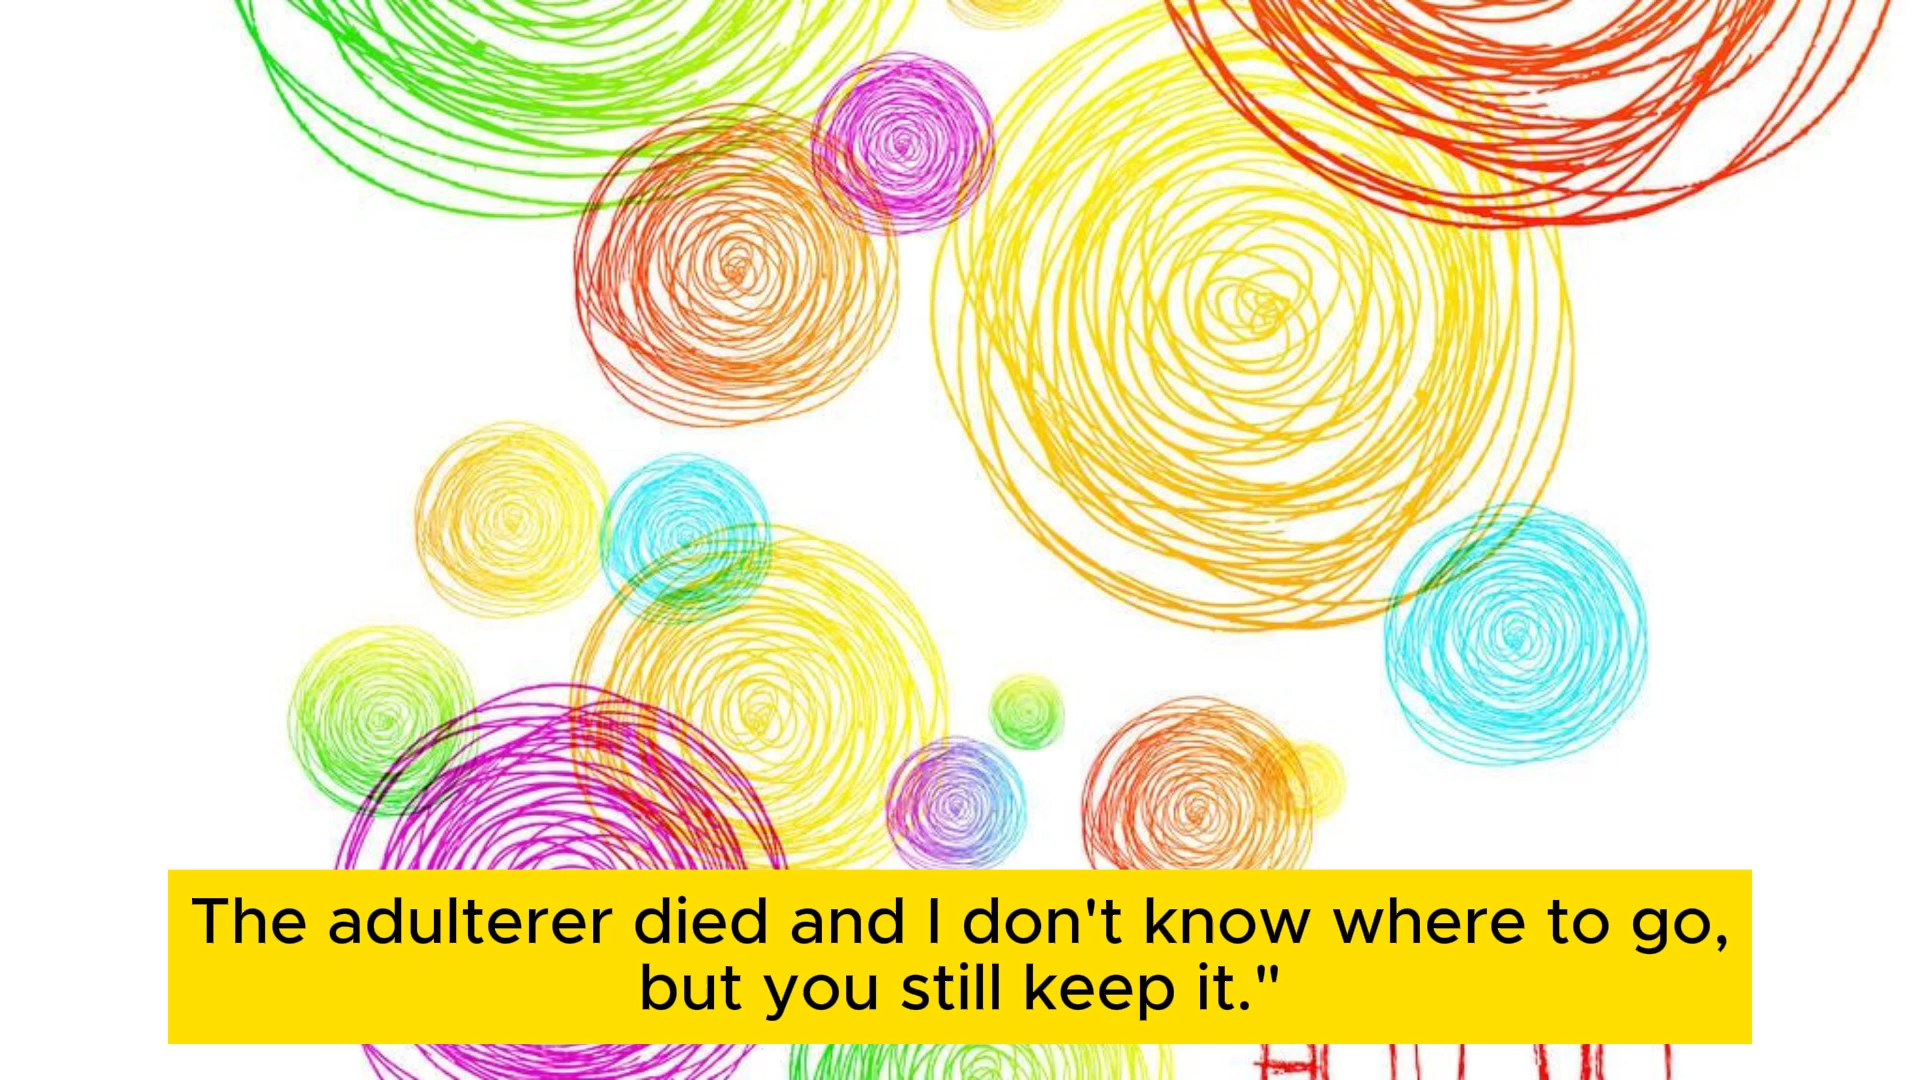 The adulterer died and I don't know where to go,
but you still keep it."